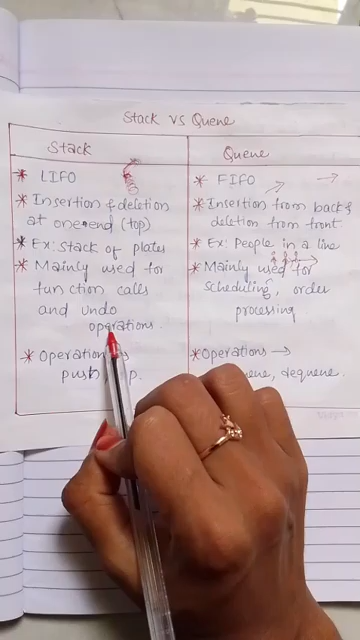 Stack vs Queue
Stack
* LIFO
* Insertion & deletion
at one end (top)
* Ex: Stack of plates
* Mainly used for
function calls
and undo
operations.
* Operations
push
Queue
* FIFO →
* Insertion from back &
deletion from front.
* Ex: People in a line
* Mainly used for
scheduling, order
processing
* Operations →
dequeue.